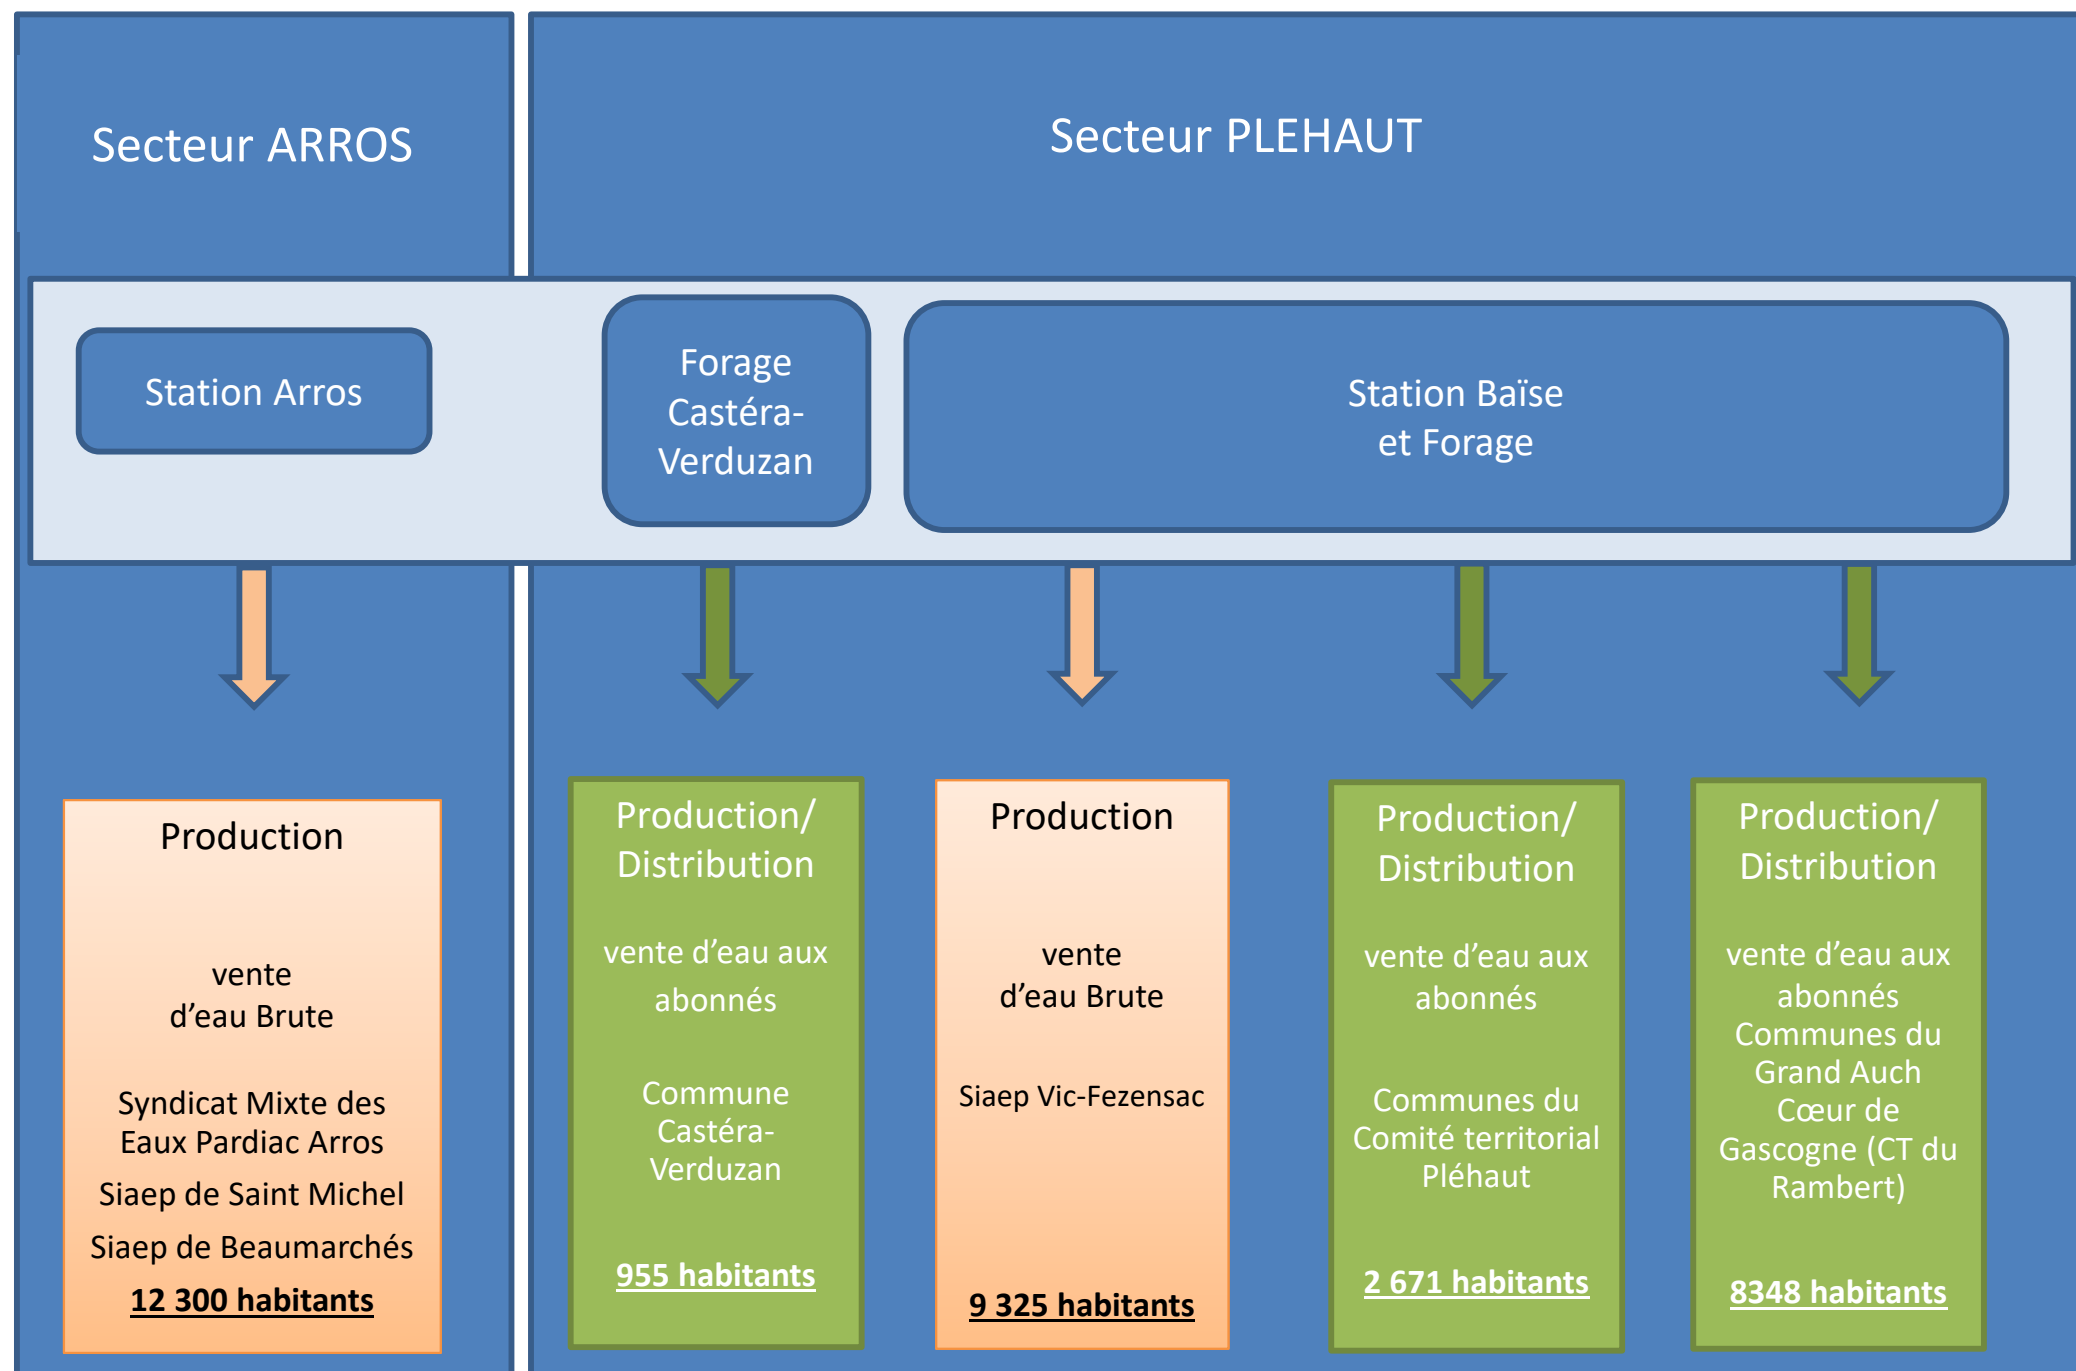 Secteur ARROS
Secteur PLEHAUT
Station Arros
Forage
Castéra-
Verduzan
Station Baïse
et Forage
Production
vente
d’eau Brute
Syndicat Mixte des
Eaux Pardiac Arros
Siaep de Saint Michel
Siaep de Beaumarchés
12 300 habitants
Production/
Distribution
vente d’eau aux
abonnés
Commune
Castéra-
Verduzan
955 habitants
Production
vente
d’eau Brute
Siaep Vic-Fezensac
9 325 habitants
Production/
Distribution
vente d’eau aux
abonnés
Communes du
Comité territorial
Pléhaut
2 671 habitants
Production/
Distribution
vente d’eau aux
abonnés
Communes du
Grand Auch
Cœur de
Gascogne (CT du
Rambert)
8348 habitants